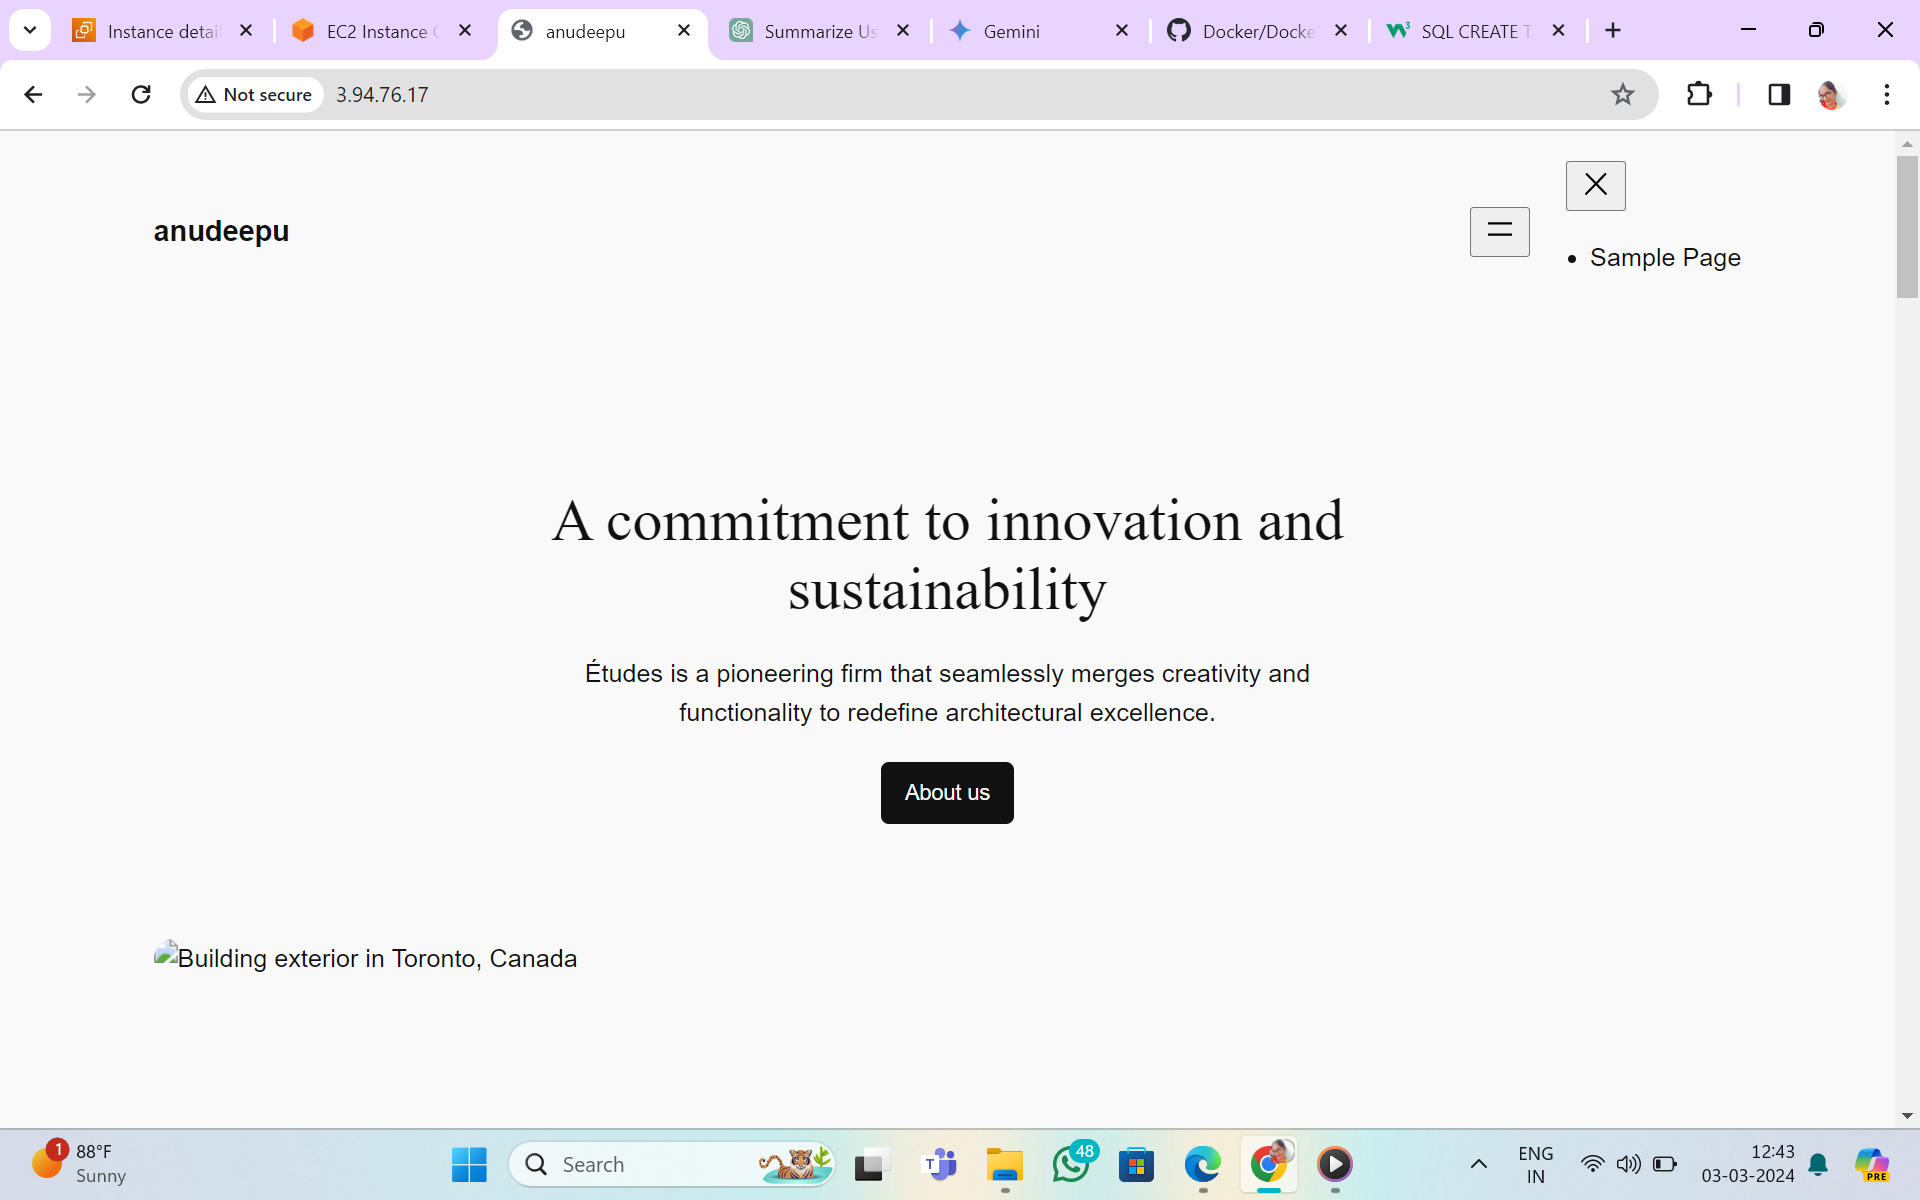 Instance detai
EC2 Instance C
anudeepu
Summarize Us
Gemini
Docker/Docke
SQL CREATE T
Not secure
3.94.76.17
anudeepu
Sample Page
A commitment to innovation and
sustainability
Études is a pioneering firm that seamlessly merges creativity and
functionality to redefine architectural excellence.
About us
Building exterior in Toronto, Canada
1
88°F
Sunny
Search
T
48
PRE
ENG
IN
12:43
03-03-2024